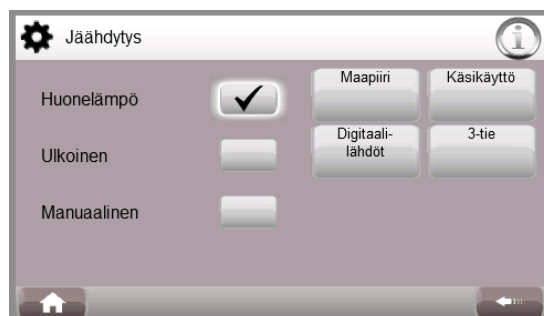 Jäähdytys
Huonelämpö
Ulkoinen
Manuaalinen
Maapiiri
Käsikäyttö
Digitaali-
lähdöt
3-tie